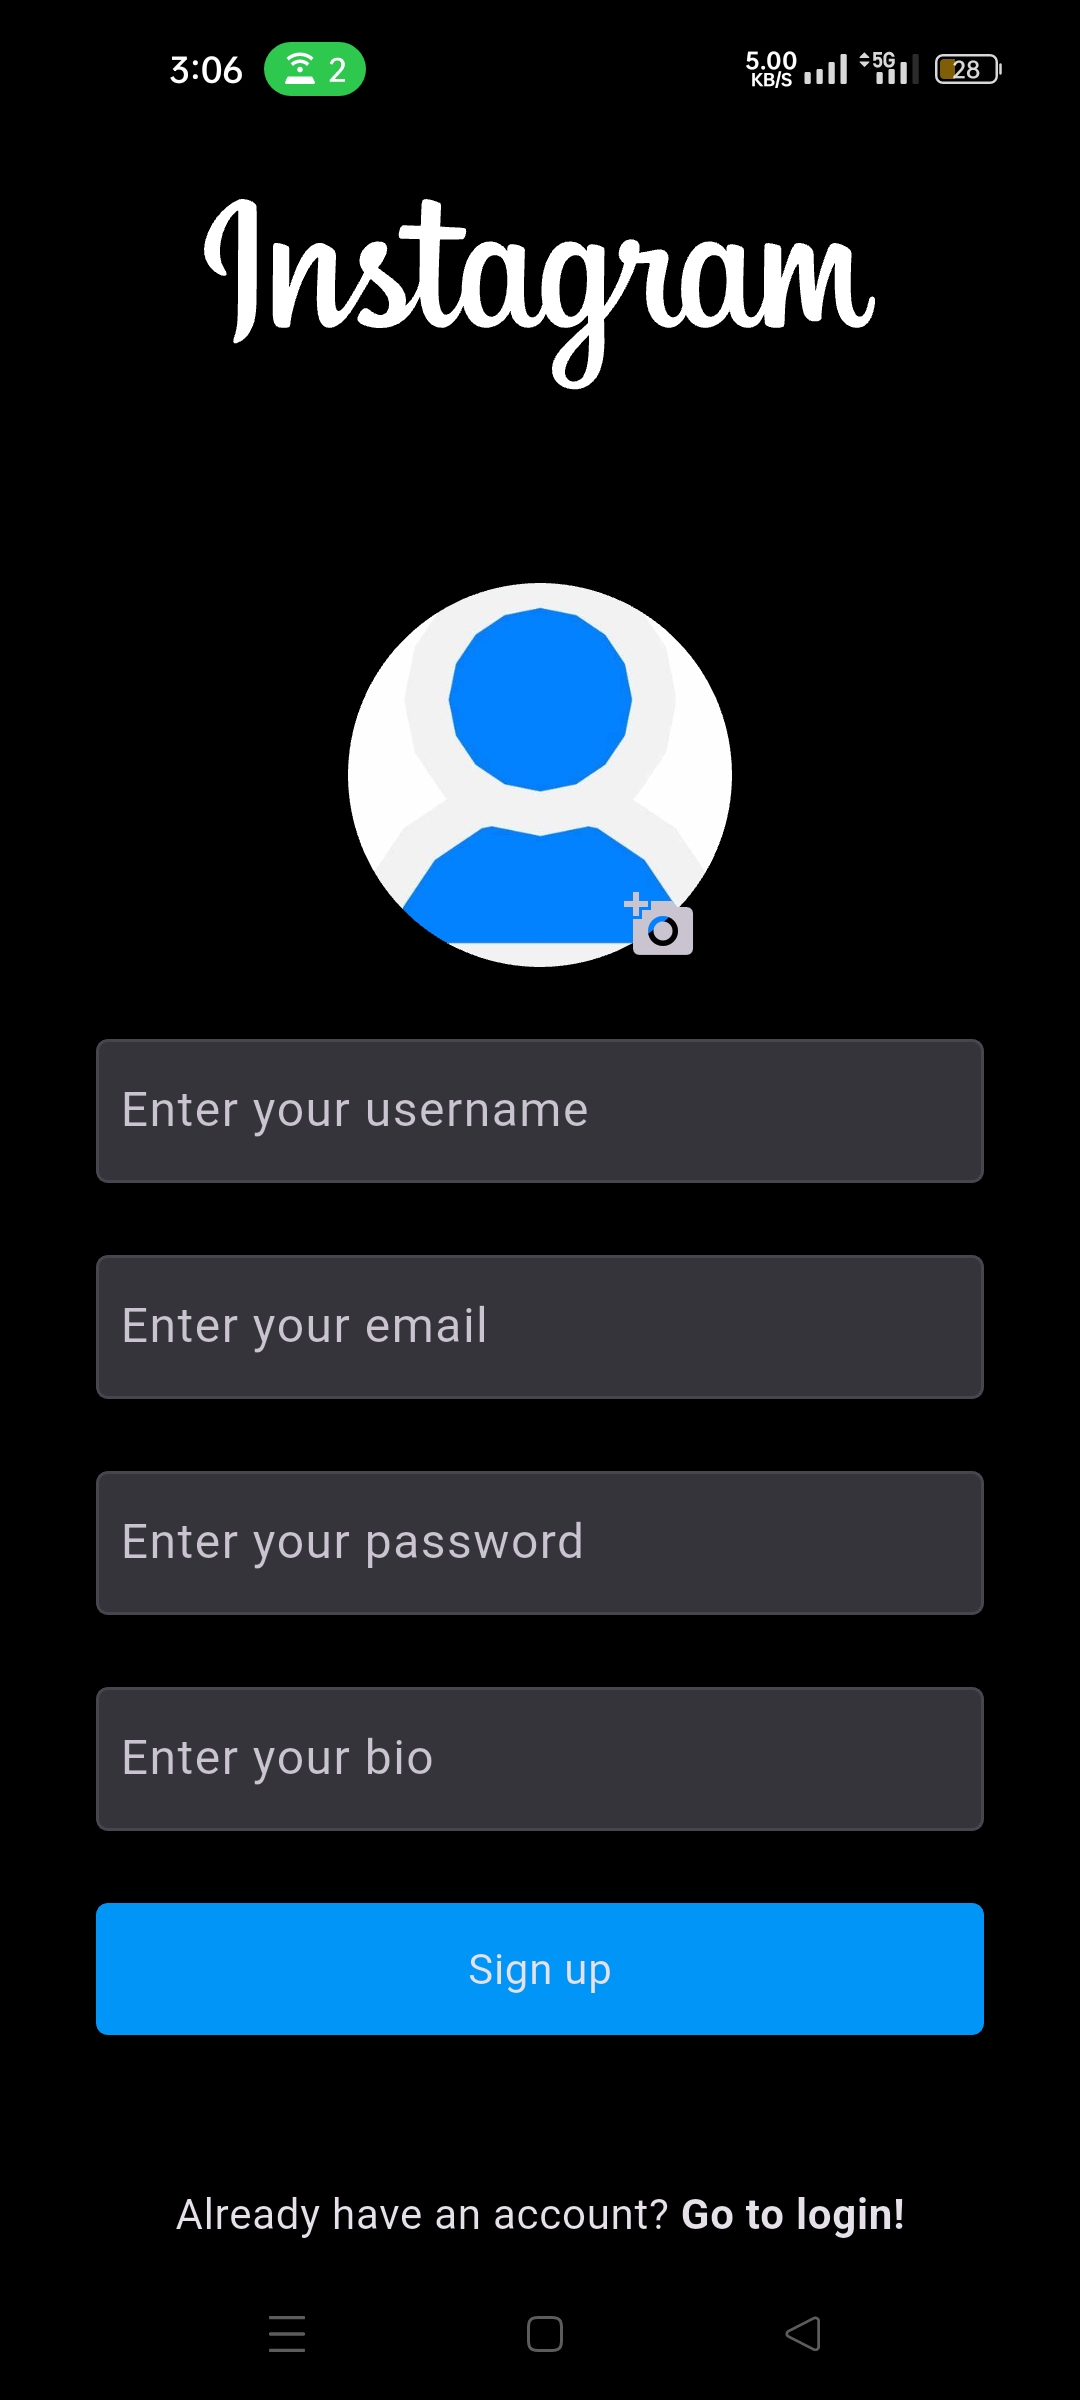 3:06 2 5.00 KB/S 5G 28
Instagram
Enter your username
Enter your email
Enter your password
Enter your bio
Sign up
Already have an account? Go to login!